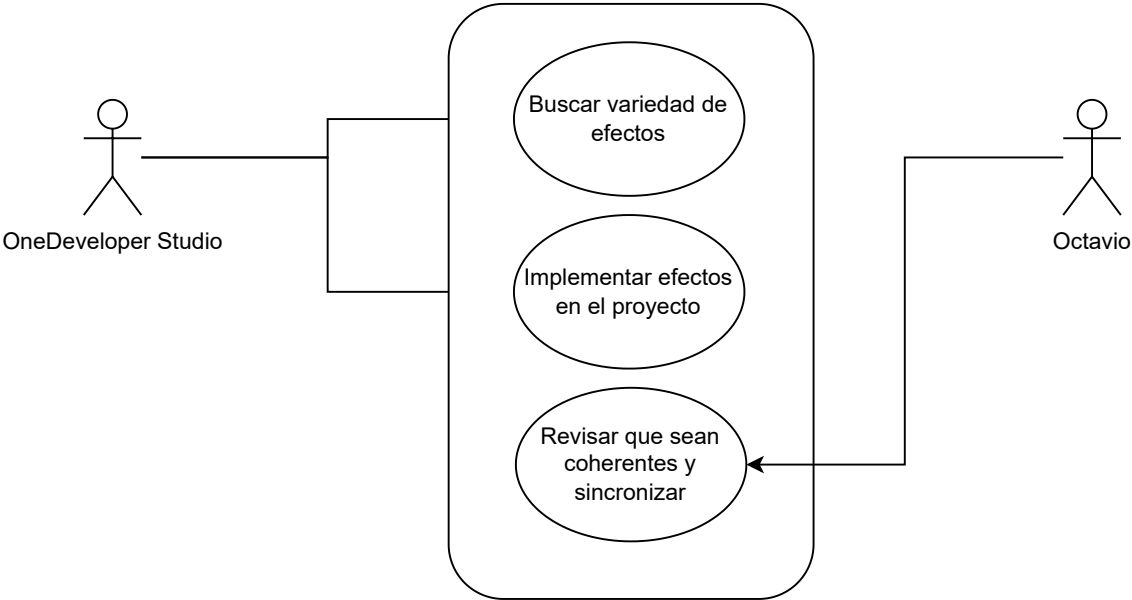 Buscar variedad de
efectos
OneDeveloper Studio
Octavio
Implementar efectos
en el proyecto
Revisar que sean
coherentes y
sincronizar